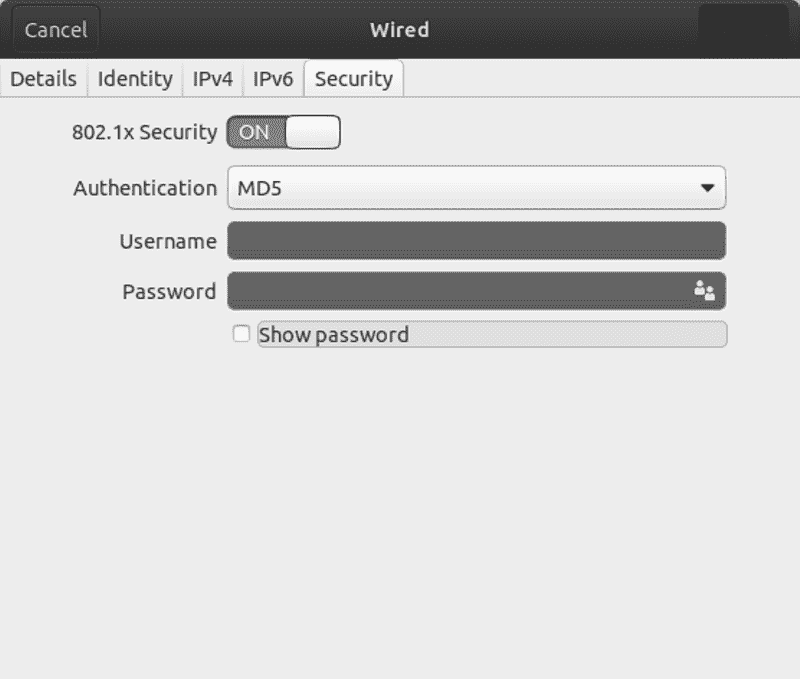 Cancel Wired
Details Identity IPv4 IPv6 Security
802.1x Security ON
Authentication MD5
Username
Password
Show password